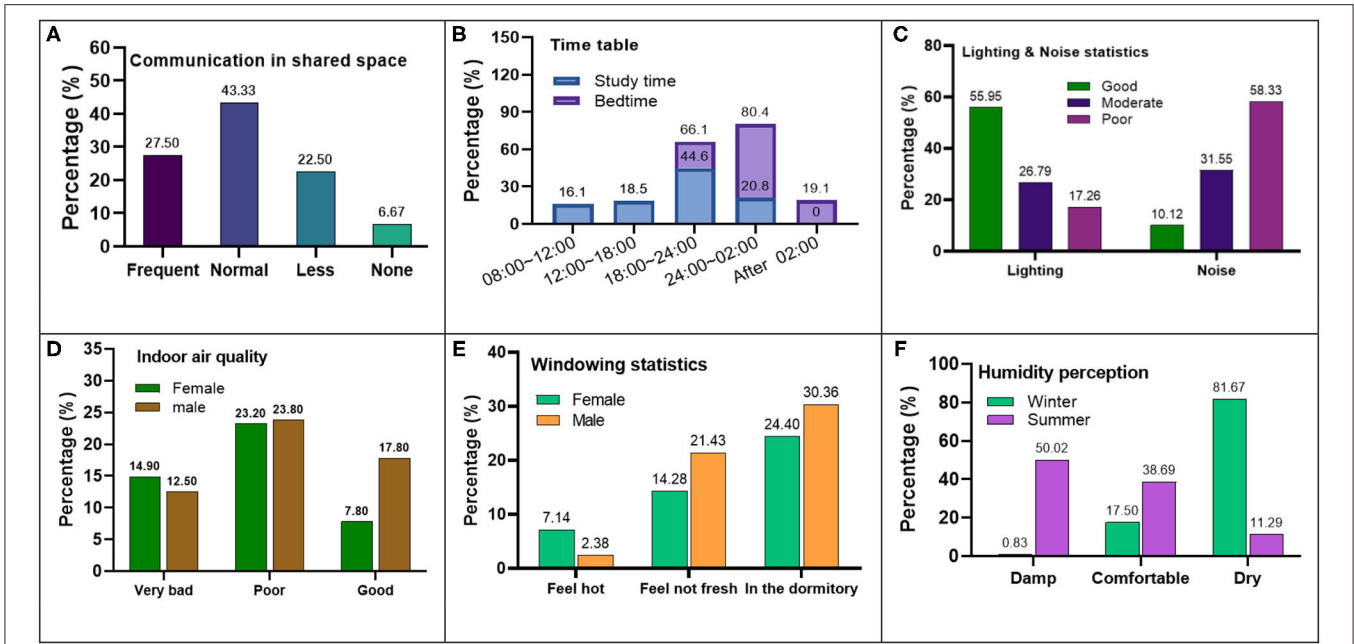 A
Communication in shared space
Percentage (%)
60
50
40
30
20
10
0
27.50
43.33
22.50
6.67
Frequent Normal Less None
B
Time table
Study time
Bedtime
Percentage (%)
150
120
90
60
30
0
16.1
18.5
66.1
44.6
80.4
20.8
19.1
0
08:00~12:00
12:00~18:00
18:00~24:00
24:00~02:00
After 02:00
C
Lighting & Noise statistics
Good
Moderate
Poor
Percentage (%)
80
60
40
20
0
55.95
26.79
17.26
10.12
31.55
58.33
Lighting Noise
D
Indoor air quality
Female
male
Percentage (%)
35
30
25
20
15
10
5
0
14.90
12.50
23.20
23.80
7.80
17.80
Very bad Poor Good
E
Windowing statistics
Female
Male
Percentage (%)
40
30
20
10
0
7.14
2.38
14.28
21.43
24.40
30.36
Feel hot Feel not fresh In the dormitory
F
Humidity perception
Winter
Summer
Percentage (%)
100
80
60
40
20
0
0.83
50.02
17.50
38.69
81.67
11.29
Damp Comfortable Dry